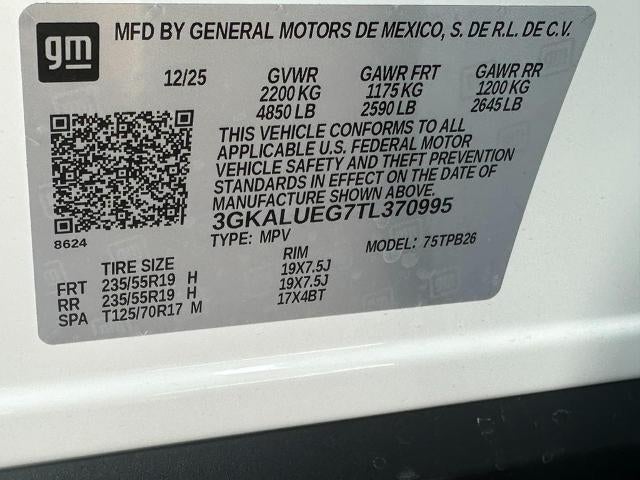 gm
MFD BY GENERAL MOTORS DE MEXICO, S. DE R.L. DE C.V.
12/25 GVWR GAWR FRT GAWR RR
2200 KG 1175 KG 1200 KG
4850 LB 2590 LB 2645 LB
THIS VEHICLE CONFORMS TO ALL
APPLICABLE U.S. FEDERAL MOTOR
VEHICLE SAFETY AND THEFT PREVENTION
STANDARDS IN EFFECT ON THE DATE OF
MANUFACTURE SHOWN ABOVE.
3GKALUEG7TL370995
8624
TYPE: MPV MODEL: 75TPB26
TIRE SIZE RIM
FRT 235/55R19 H 19X7.5J
RR 235/55R19 H 19X7.5J
SPA T125/70R17 M 17X4BT